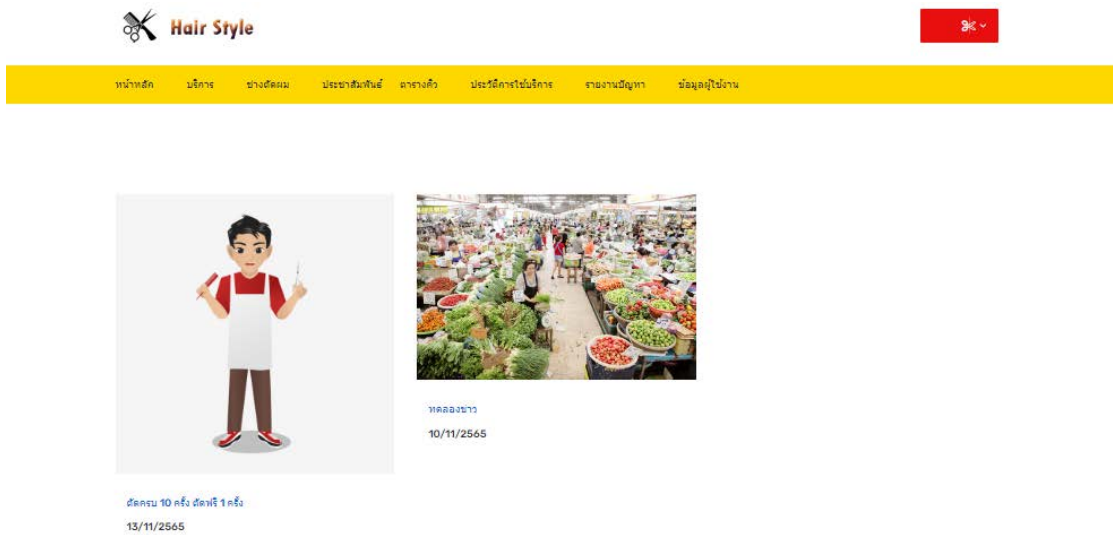 Hair Style
หน้าหลัก บริการ ช่างตัดผม ประชาสัมพันธ์ ตารางคิว ประวัติการใช้บริการ รายงานปัญหา ข้อมูลผู้ใช้งาน
ทดลองข่าว
10/11/2565
ตัดครบ 10 ครั้ง ตัดฟรี 1 ครั้ง
13/11/2565